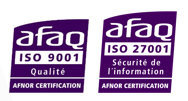 afaq
ISO 9001
Qualité
AFNOR CERTIFICATION
afaq
ISO 27001
Sécurité de
l'information
AFNOR CERTIFICATION